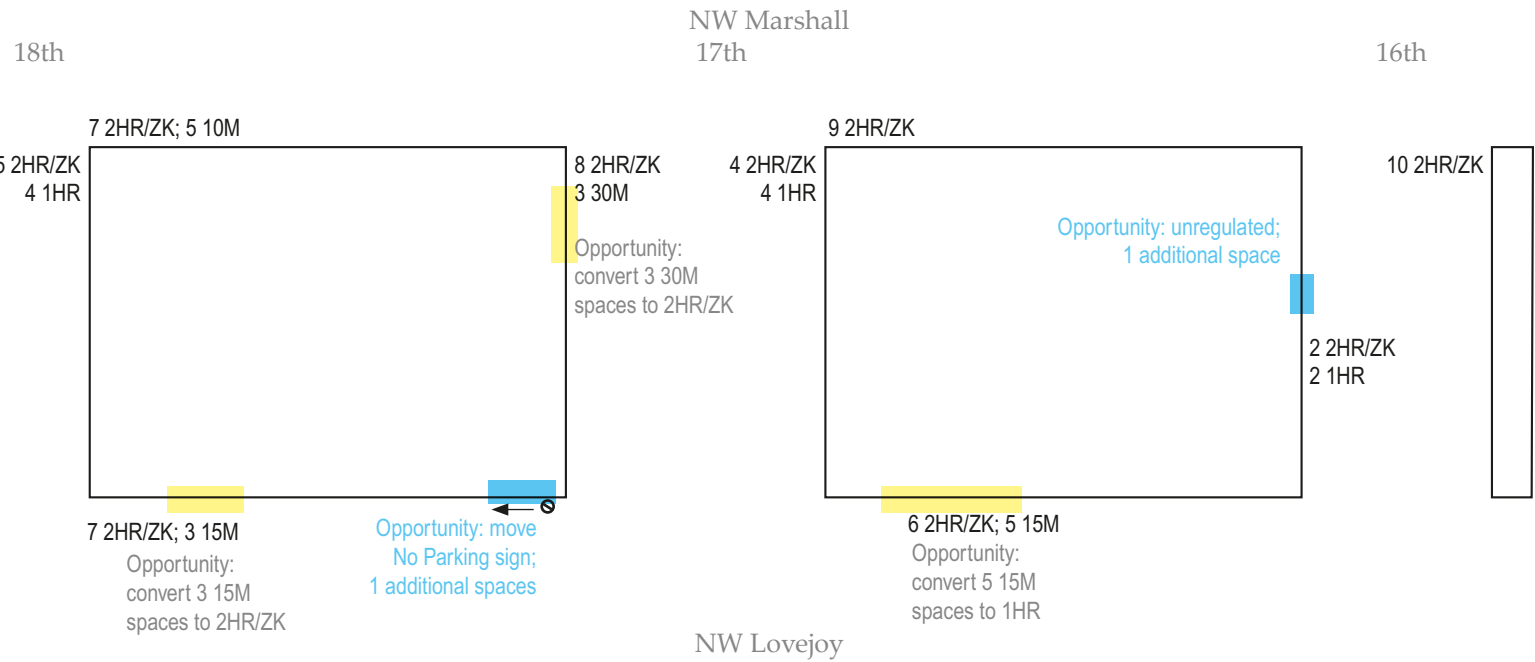 NW Marshall
18th
17th
16th
7 2HR/ZK; 5 10M
5 2HR/ZK
4 1HR
8 2HR/ZK
3 30M
Opportunity:
convert 3 30M
spaces to 2HR/ZK
7 2HR/ZK; 3 15M
Opportunity:
convert 3 15M
spaces to 2HR/ZK
Opportunity: move
No Parking sign;
1 additional spaces
9 2HR/ZK
4 2HR/ZK
4 1HR
Opportunity: unregulated;
1 additional space
2 2HR/ZK
2 1HR
6 2HR/ZK; 5 15M
Opportunity:
convert 5 15M
spaces to 1HR
10 2HR/ZK
NW Lovejoy